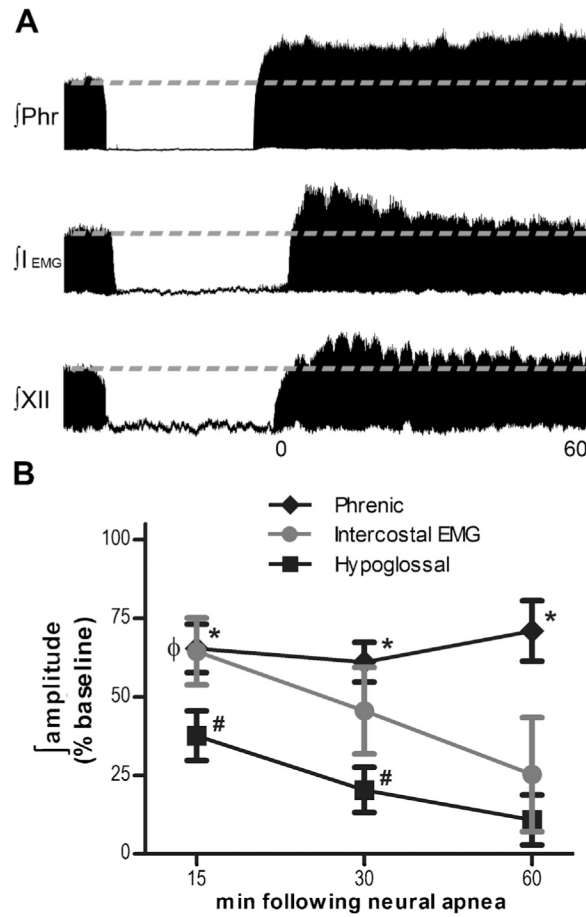 A
∫Phr
∫I EMG
∫XII
0 60
B
Phrenic
Intercostal EMG
Hypoglossal
100
75
50
25
0
∫amplitude
(% baseline)
ϕ * * *
# #
15 30 60
min following neural apnea